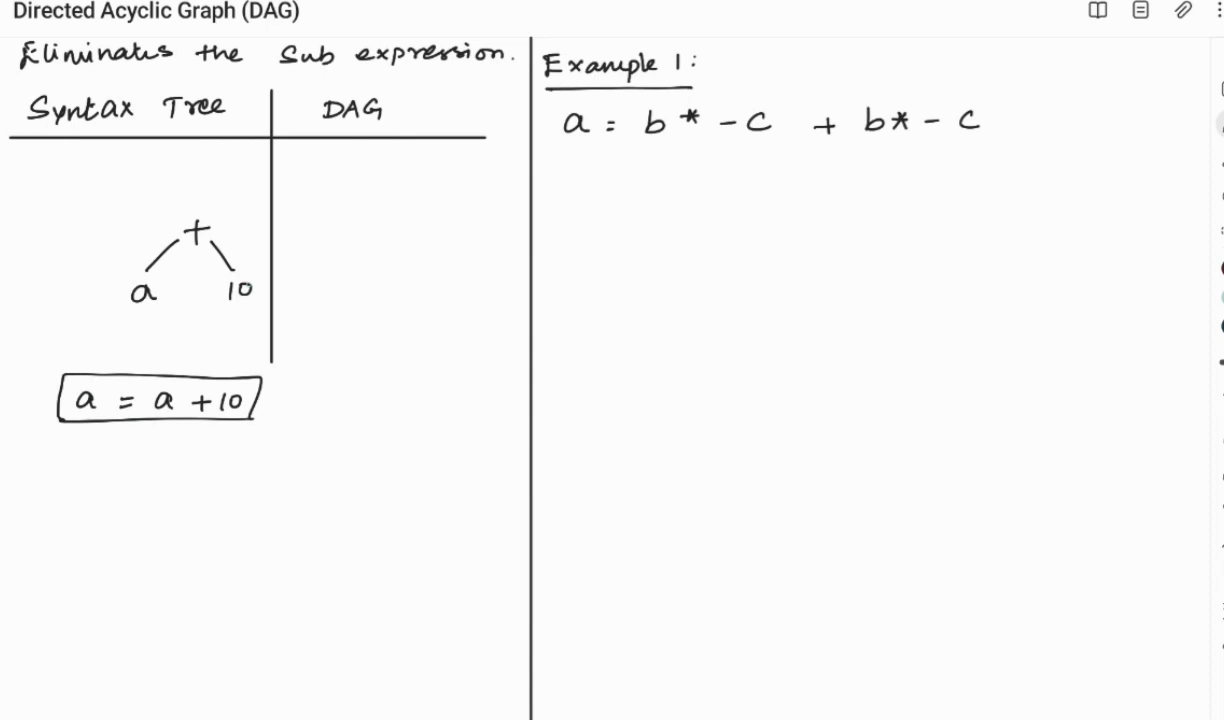 Directed Acyclic Graph (DAG)
Eliminates the Sub expression.
Syntax Tree DAG
+
a 10
a = a + 10
Example 1:
a = b * - c + b * - c